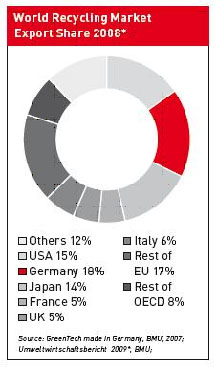 World Recycling Market
Export Share 2008*
Others 12%
USA 15%
Germany 18%
Japan 14%
France 5%
UK 5%
Italy 6%
Rest of
EU 17%
Rest of
OECD 8%
Source: GreenTech made in Germany, BMU, 2007;
Umweltwirtschaftsbericht 2009*, BMU;